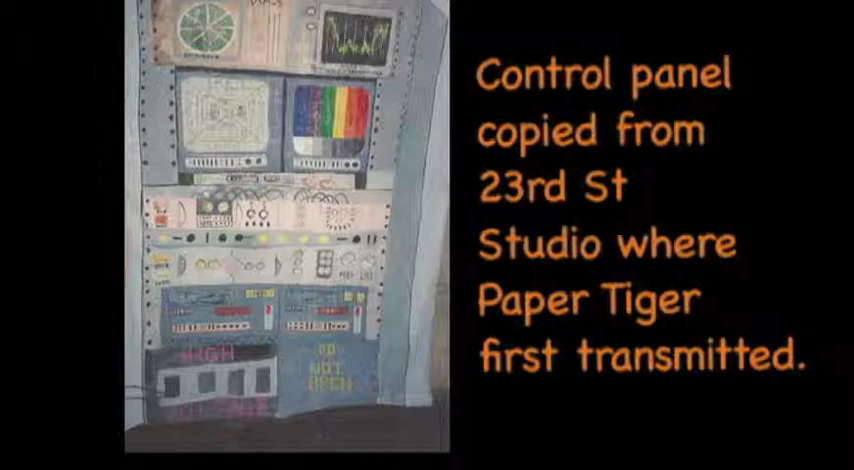 Control panel
copied from
23rd St
Studio where
Paper Tiger
first transmitted.
HIGH
DO
NOT
OPEN